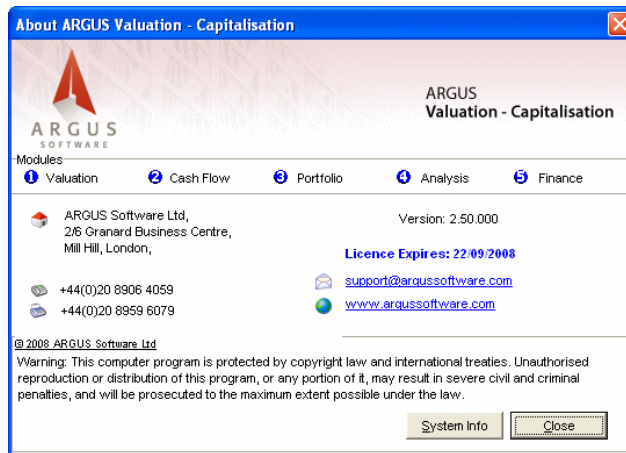 About ARGUS Valuation - Capitalisation
ARGUS
SOFTWARE
ARGUS
Valuation - Capitalisation
Modules
1 Valuation 2 Cash Flow 3 Portfolio 4 Analysis 5 Finance
ARGUS Software Ltd,
2/6 Granard Business Centre,
Mill Hill, London,
Version: 2.50.000
Licence Expires: 22/09/2008
+44(0)20 8906 4059
support@argussoftware.com
+44(0)20 8959 6079
www.argussoftware.com
© 2008 ARGUS Software Ltd
Warning: This computer program is protected by copyright law and international treaties. Unauthorised
reproduction or distribution of this program, or any portion of it, may result in severe civil and criminal
penalties, and will be prosecuted to the maximum extent possible under the law.
System Info Close